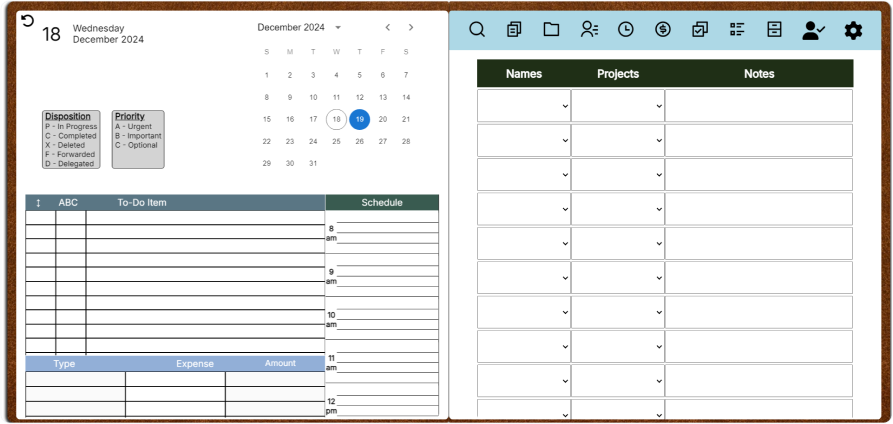 18
Wednesday
December 2024
December 2024
S M T W T F S
1 2 3 4 5 6 7
8 9 10 11 12 13 14
15 16 17 18 19 20 21
22 23 24 25 26 27 28
29 30 31
Disposition
P - In Progress
C - Completed
X - Deleted
F - Forwarded
D - Delegated
Priority
A - Urgent
B - Important
C - Optional
↕ ABC To-Do Item
Schedule
8
am
9
am
10
am
11
am
12
pm
Type Expense Amount
Names Projects Notes